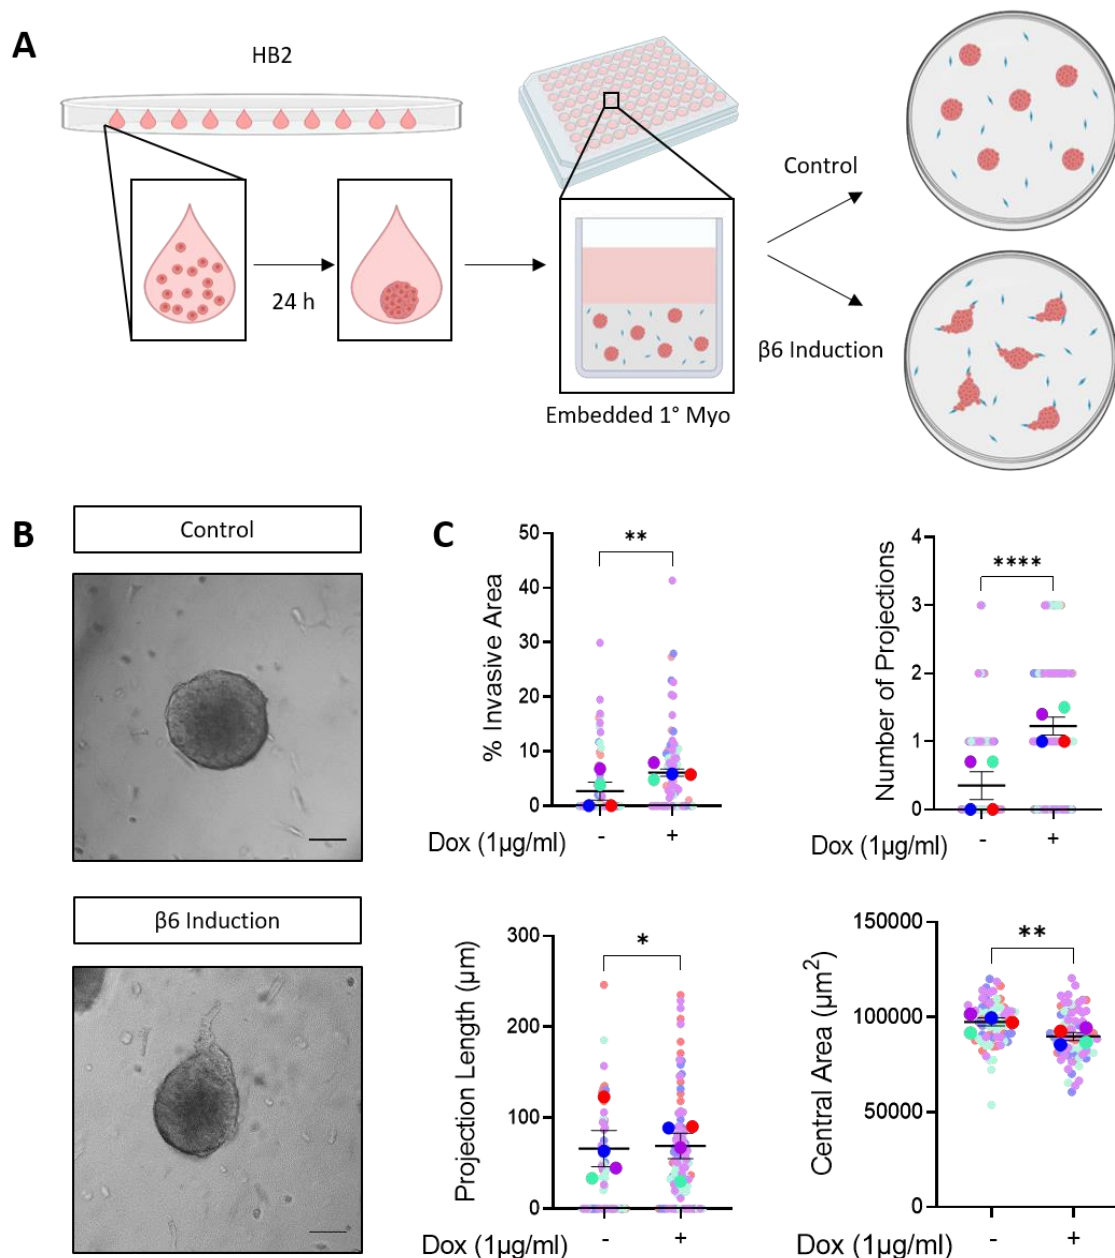 A
HB2
24 h
Embedded 1° Myo
Control
β6 Induction
B
Control
β6 Induction
C
50
40
30
20
10
0
% Invasive Area
**
Dox (1µg/ml)
-
+
4
3
2
1
0
Number of Projections
****
Dox (1µg/ml)
-
+
300
200
100
0
Projection Length (µm)
*
Dox (1µg/ml)
-
+
150000
100000
50000
0
Central Area (µm²)
**
Dox (1µg/ml)
-
+